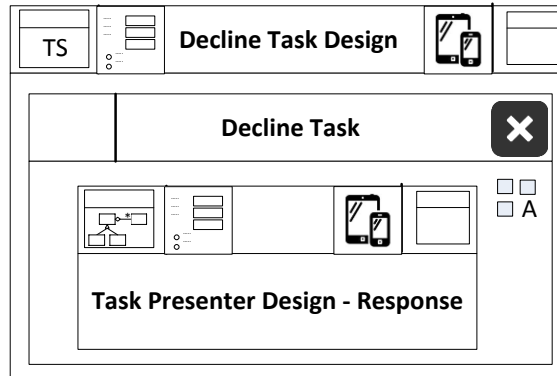 TS
Decline Task Design
Decline Task
A
Task Presenter Design - Response